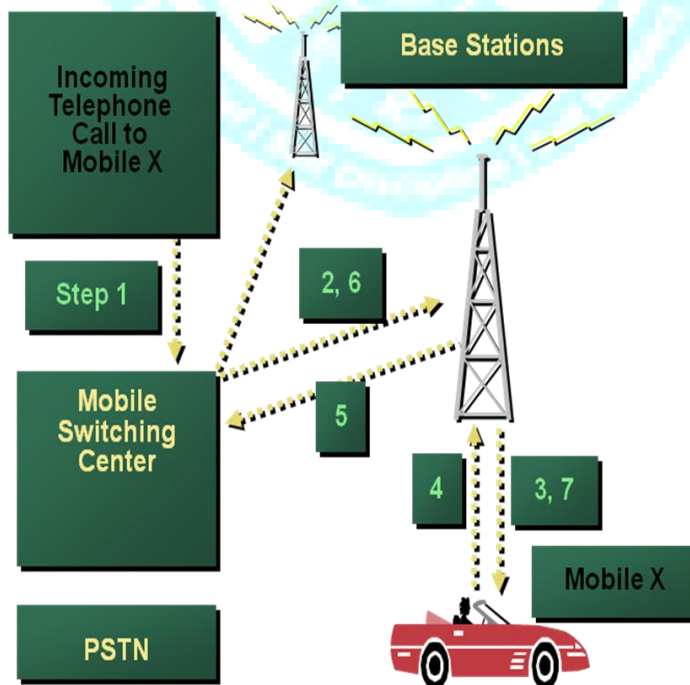 Incoming
Telephone
Call to
Mobile X
Base Stations
Step 1
2, 6
Mobile
Switching
Center
5
4
3, 7
Mobile X
PSTN